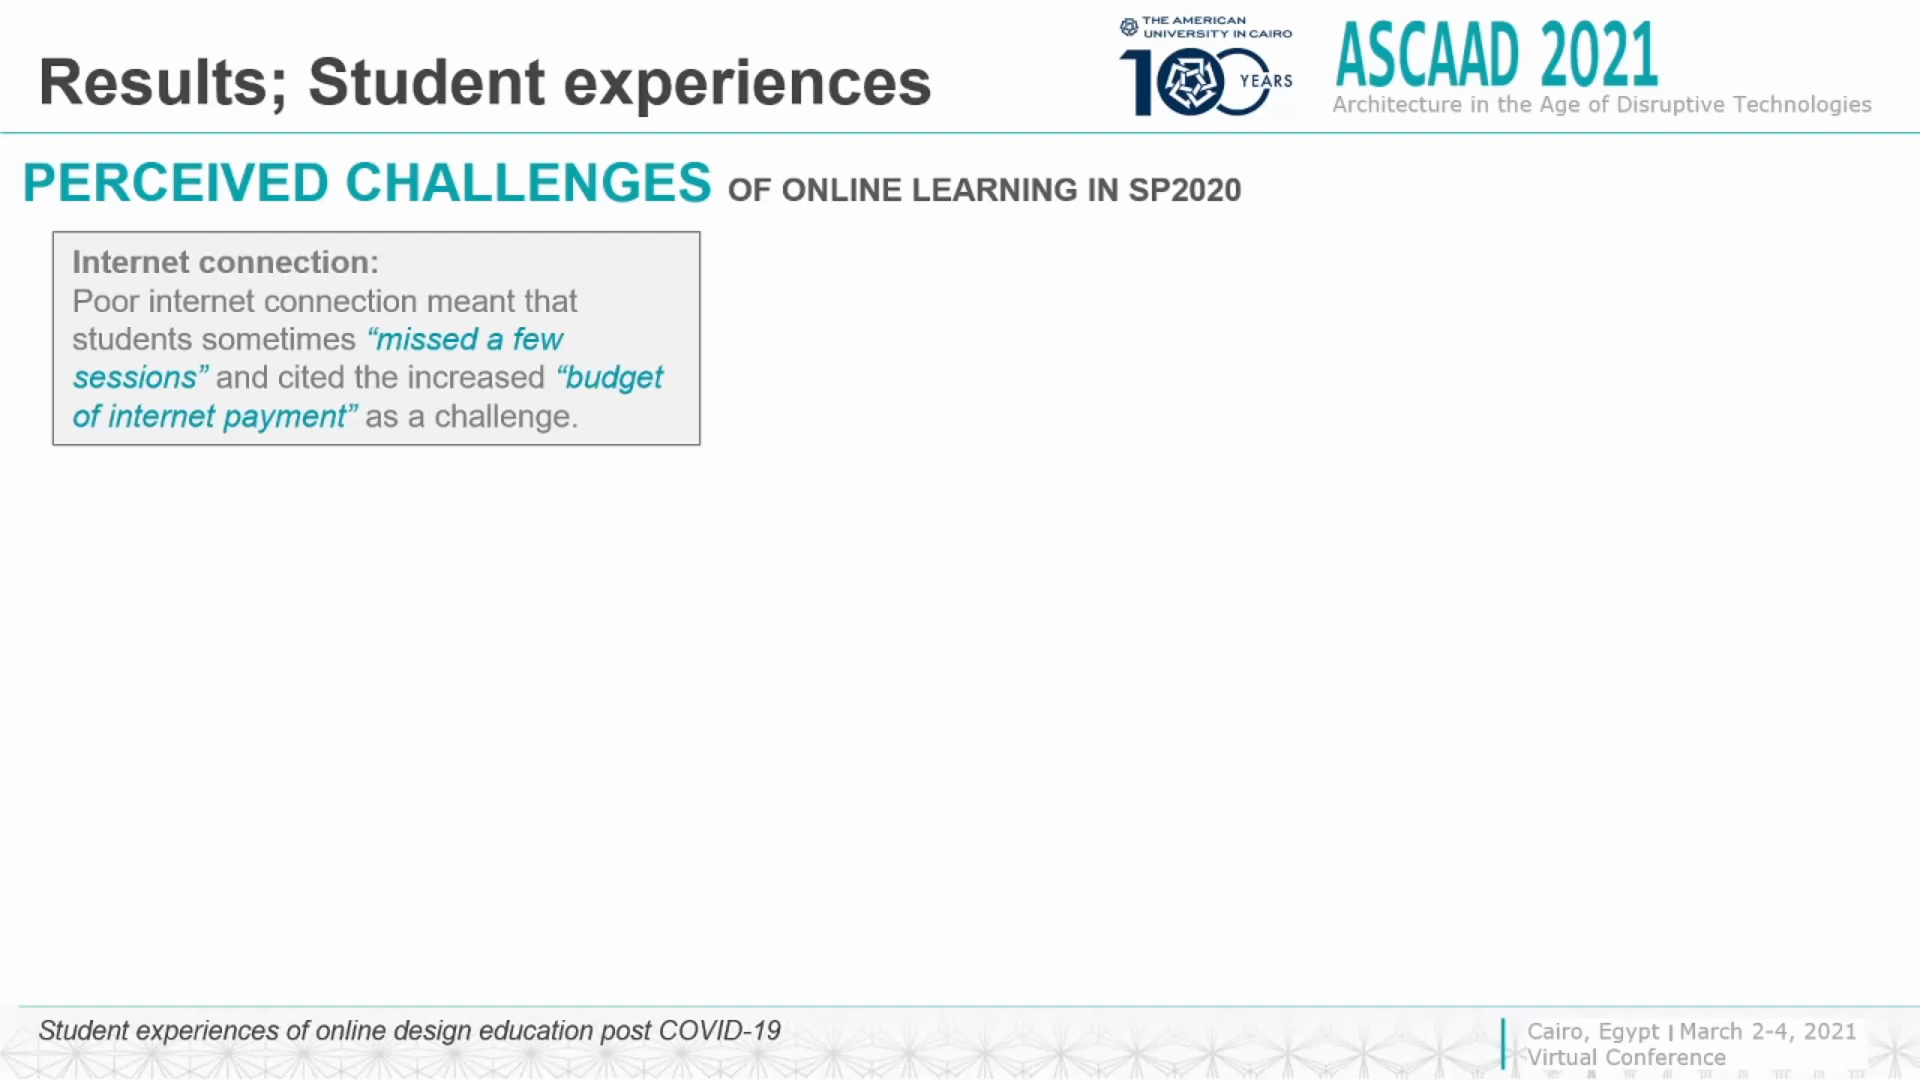 Results; Student experiences
THE AMERICAN
UNIVERSITY IN CAIRO
100 YEARS
ASCAAD 2021
Architecture in the Age of Disruptive Technologies
PERCEIVED CHALLENGES OF ONLINE LEARNING IN SP2020
Internet connection:
Poor internet connection meant that
students sometimes “missed a few
sessions” and cited the increased “budget
of internet payment” as a challenge.
Student experiences of online design education post COVID-19
Cairo, Egypt | March 2-4, 2021
Virtual Conference